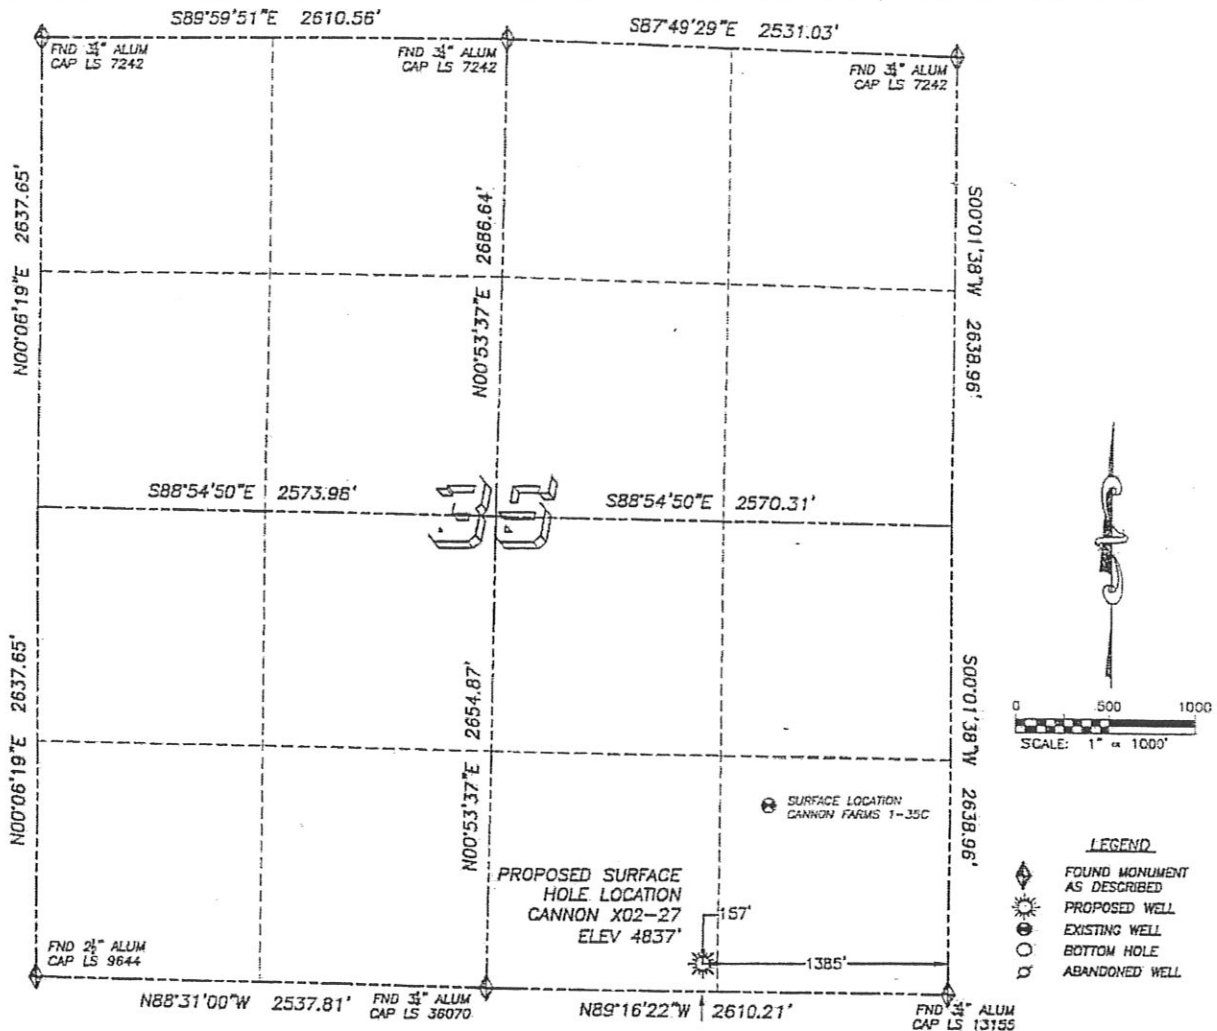 S89°59'51"E 2610.56'
S87°49'29"E 2531.03'
FND 3¼" ALUM
CAP LS 7242
FND 3¼" ALUM
CAP LS 7242
FND 3¼" ALUM
CAP LS 7242
N00°06'19"E 2637.65'
N00°53'37"E 2686.64'
S00°01'38"W 2638.96'
S88°54'50"E 2573.96'
35
S88°54'50"E 2570.31'
N00°06'19"E 2637.65'
N00°53'37"E 2654.87'
S00°01'38"W 2638.96'
0 500 1000
SCALE: 1" = 1000'
SURFACE LOCATION
CANNON FARMS 1-35C
PROPOSED SURFACE
HOLE LOCATION
CANNON X02-27
ELEV 4837'
157'
1385'
LEGEND
FOUND MONUMENT
AS DESCRIBED
PROPOSED WELL
EXISTING WELL
BOTTOM HOLE
ABANDONED WELL
FND 2½" ALUM
CAP LS 9644
N88°31'00"W 2537.81'
FND 3¼" ALUM
CAP LS 36070
N89°16'22"W 2610.21'
FND 3¼" ALUM
CAP LS 13155